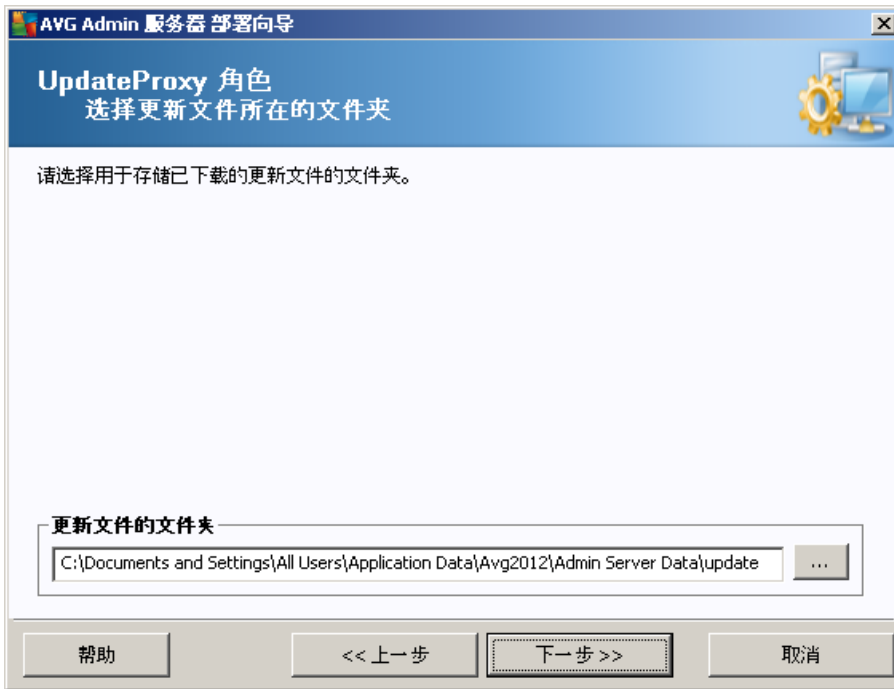 AVG Admin 服务器 部署向导
UpdateProxy 角色
选择更新文件所在的文件夹
请选择用于存储已下载的更新文件的文件夹。
更新文件的文件夹
C:\Documents and Settings\All Users\Application Data\Avg2012\Admin Server Data\update
...
帮助
<< 上一步
下一步 >>
取消